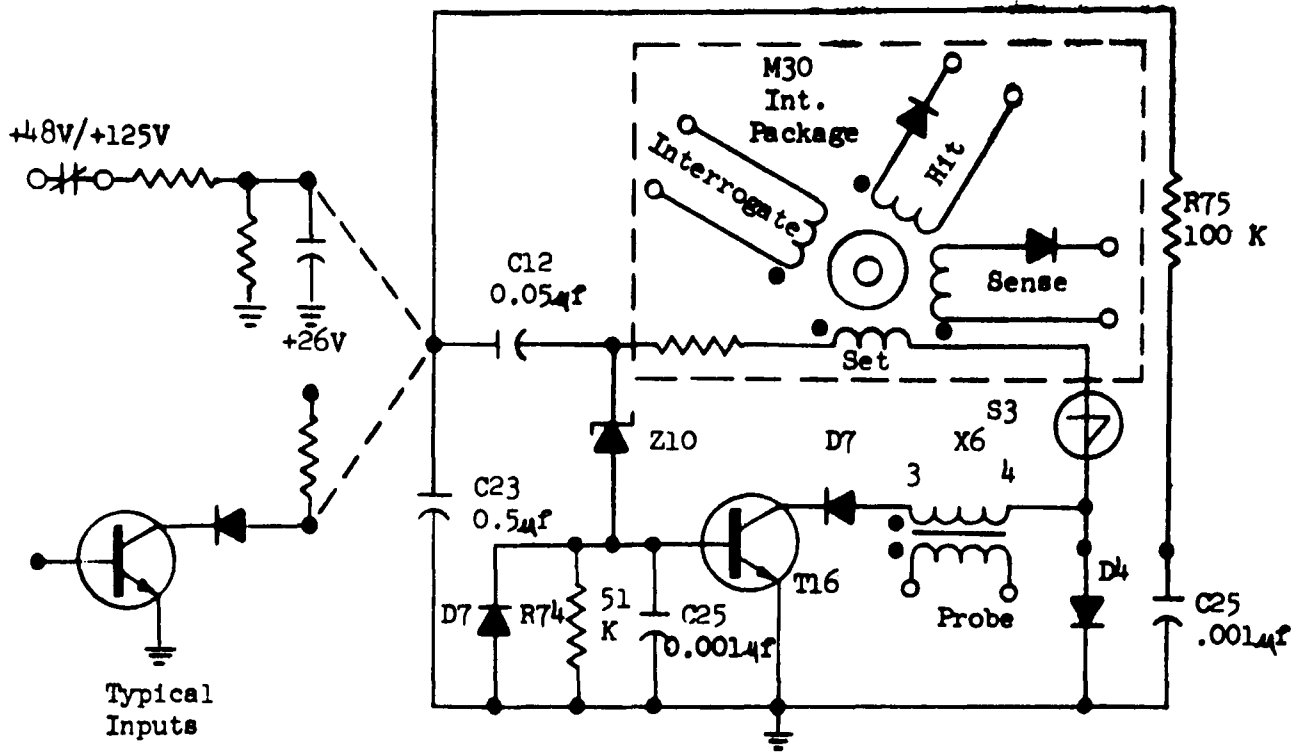 M30
Int.
Package
+48V/+125V
Interrogate
Hit
R75
100 K
C12
0.05μf
Sense
+26V
Set
S3
Z10
D7
X6
3
4
C23
0.5μf
T16
D4
D7
R74
51
K
C25
0.001μf
Probe
C25
.001μf
Typical
Inputs